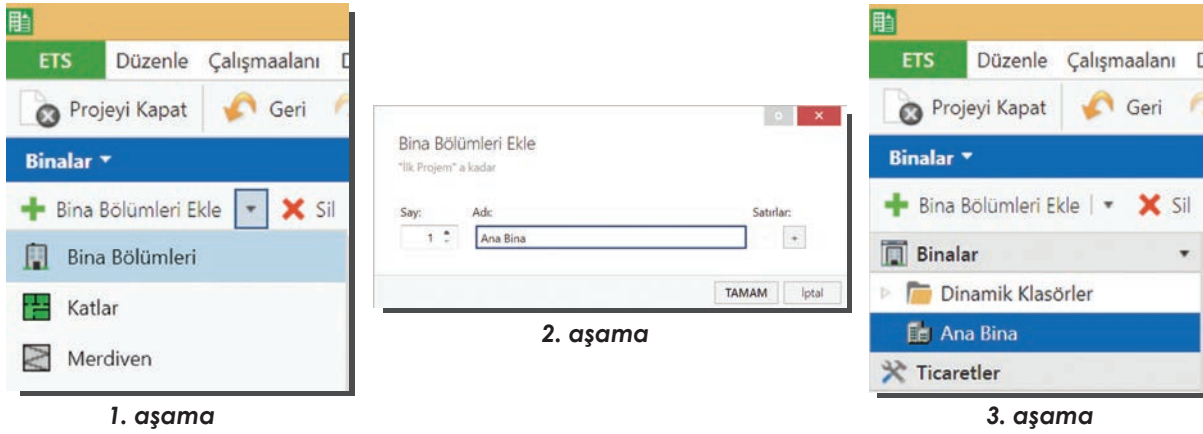 ETS Düzenle Çalışmaalanı
Projeyi Kapat Geri
Binalar
Bina Bölümleri Ekle Sil
Bina Bölümleri
Katlar
Merdiven
1. aşama
Bina Bölümleri Ekle
"İlk Projem" a kadar
Say: Adı: Satırlar:
1 Ana Bina +
TAMAM İptal
2. aşama
ETS Düzenle Çalışmaalanı
Projeyi Kapat Geri
Binalar
Bina Bölümleri Ekle Sil
Binalar
Dinamik Klasörler
Ana Bina
Ticaretler
3. aşama